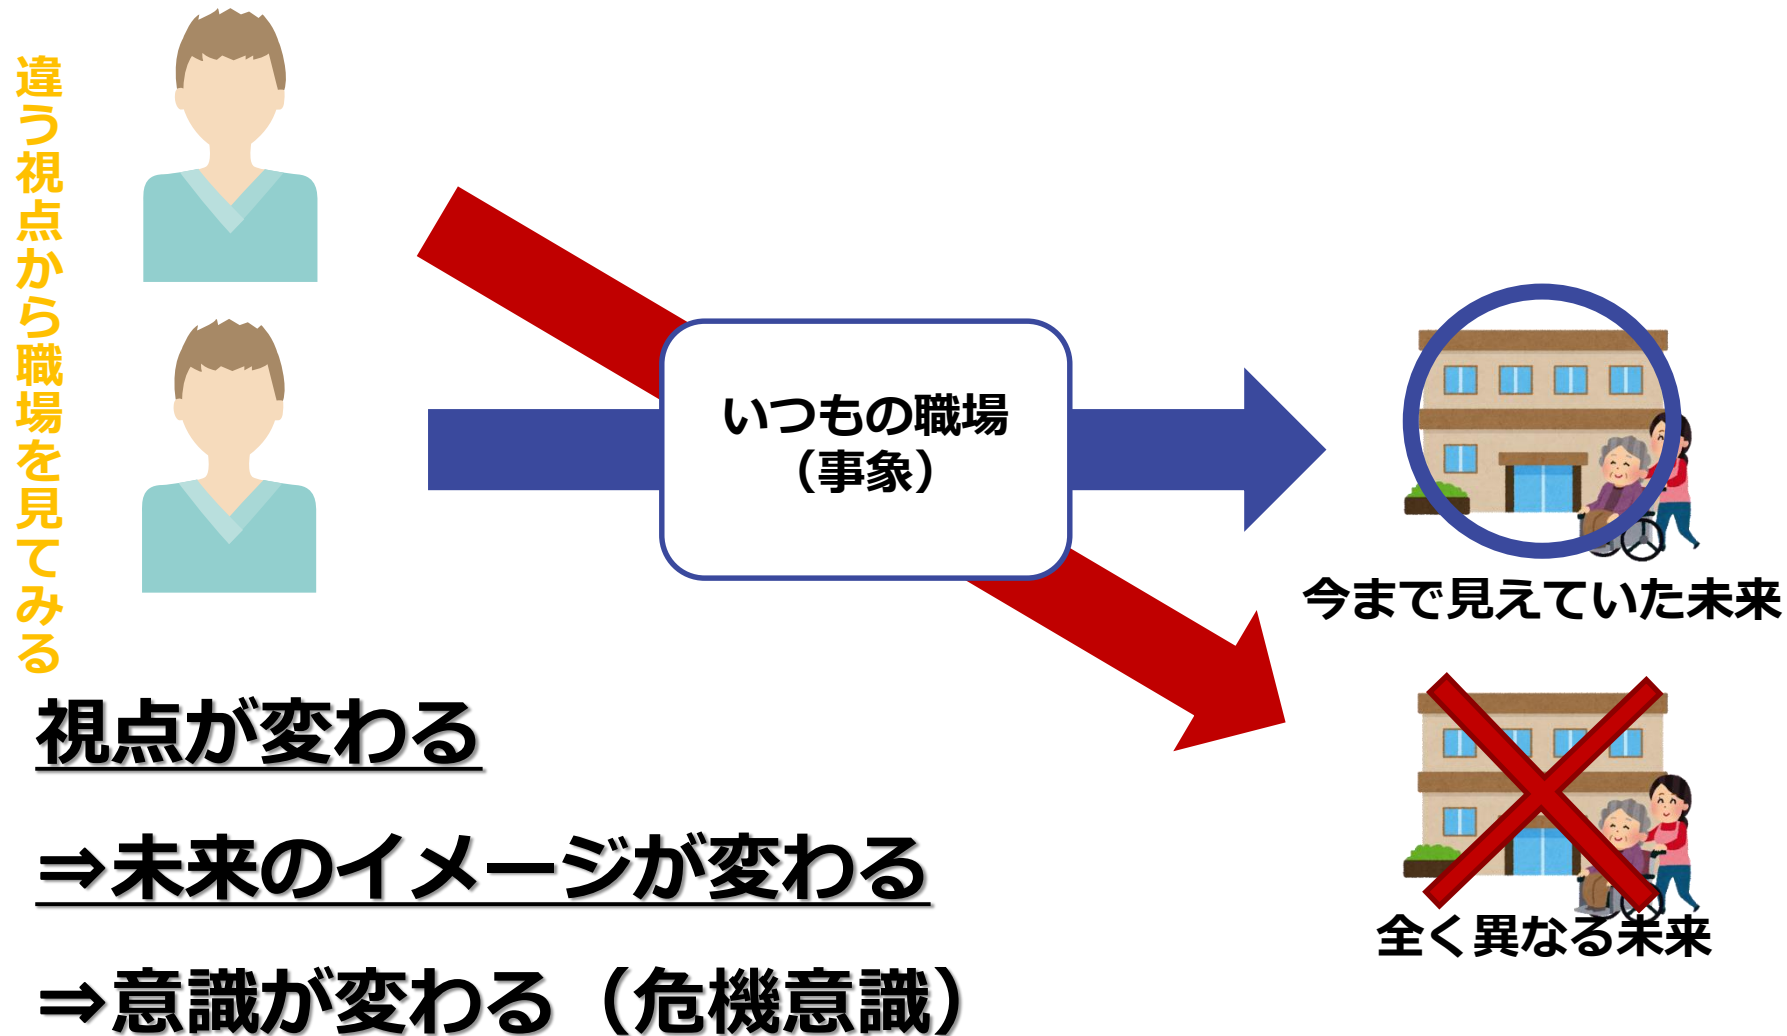 違う視点から職場を見てみる
いつもの職場
（事象）
今まで見えていた未来
全く異なる未来
視点が変わる
⇒未来のイメージが変わる
⇒意識が変わる（危機意識）